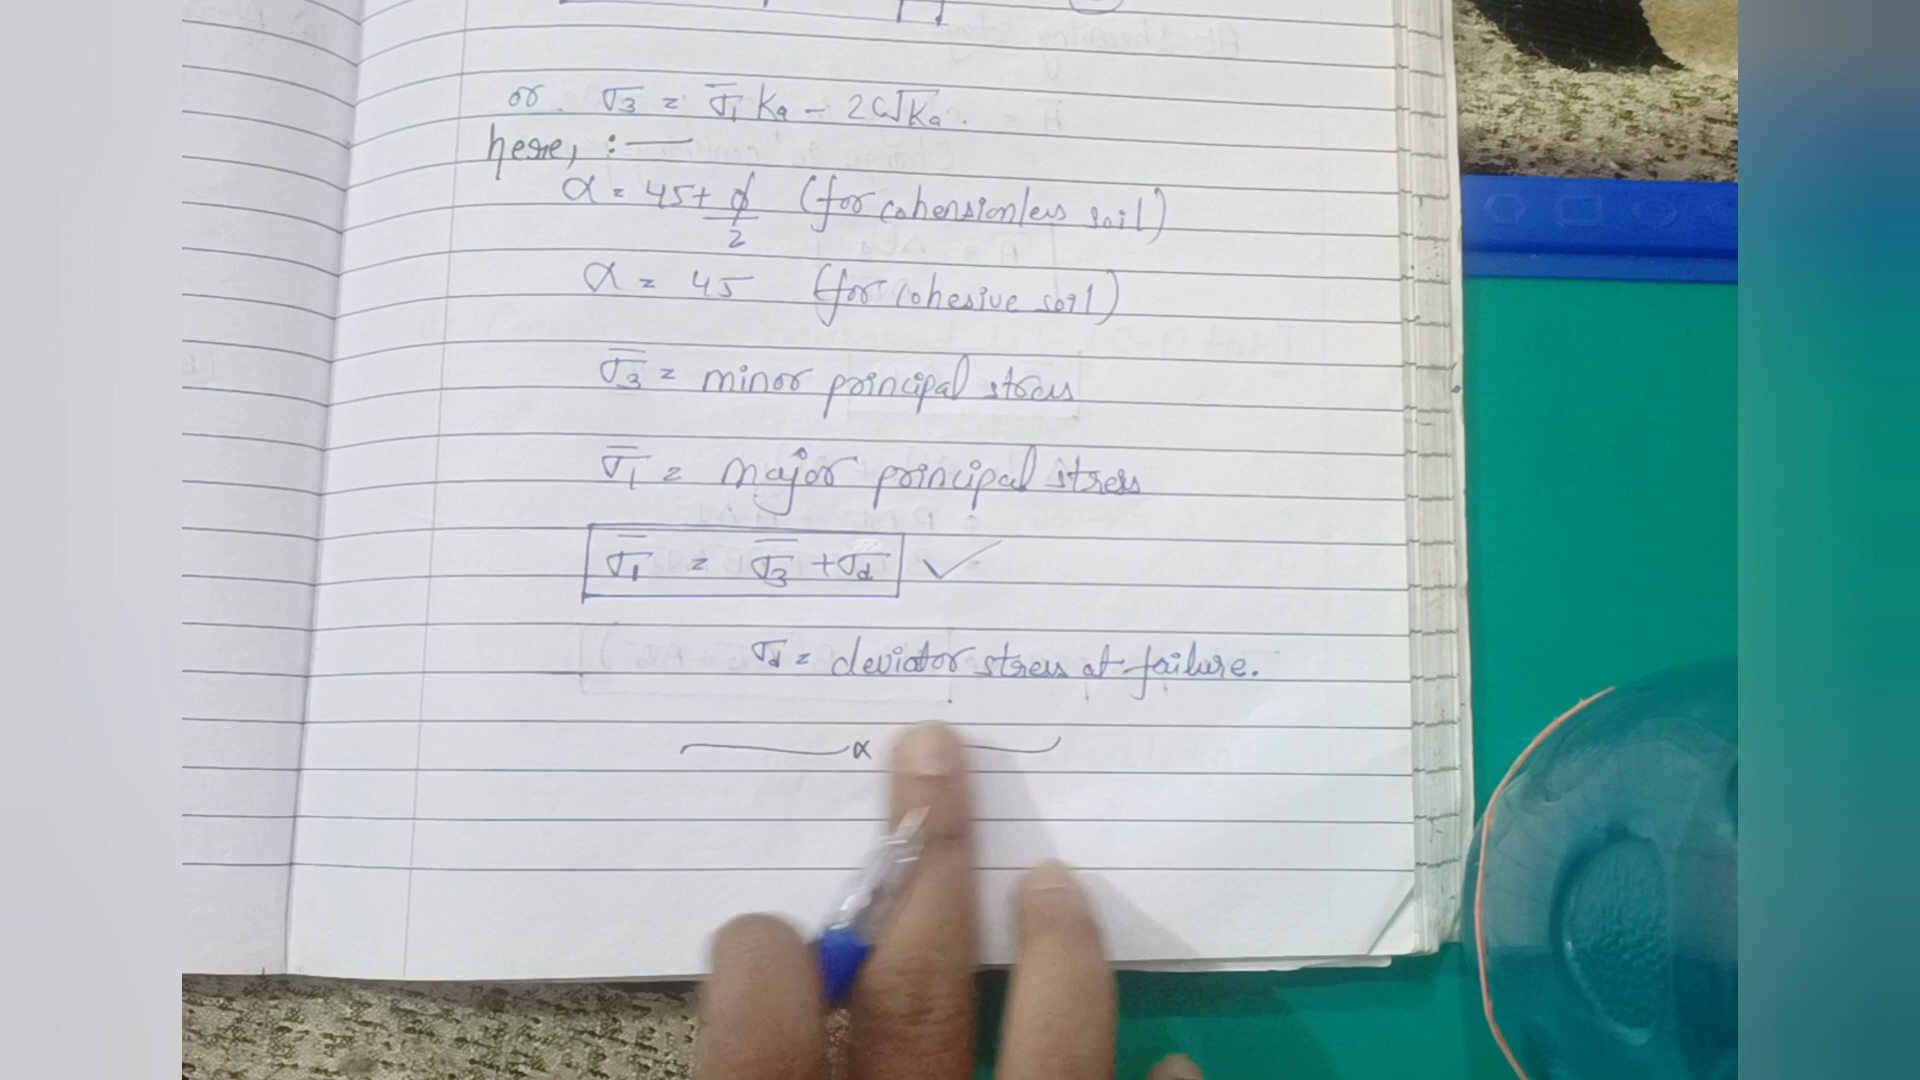 or σ3 = σ̄1 Ka - 2C√Ka.
here, :—
α = 45 + φ/2 (for cohensionless soil)
α = 45 (for cohesive soil)
σ̄3 = minor principal stress
σ̄1 = major principal stress
σ̄1 = σ̄3 + σd ✓
σd = deviator stress at failure.
α